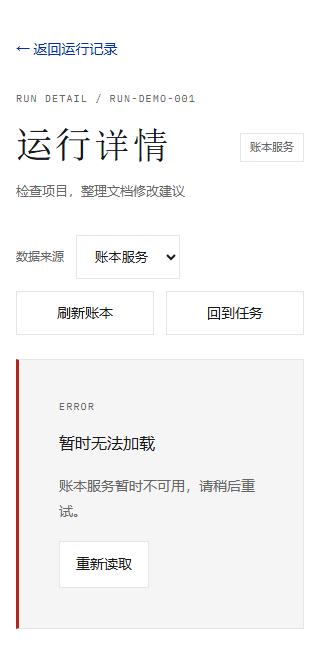 ← 返回运行记录
RUN DETAIL / RUN-DEMO-001
运行详情
账本服务
检查项目，整理文档修改建议
数据来源
账本服务
刷新账本
回到任务
ERROR
暂时无法加载
账本服务暂时不可用，请稍后重
试。
重新读取